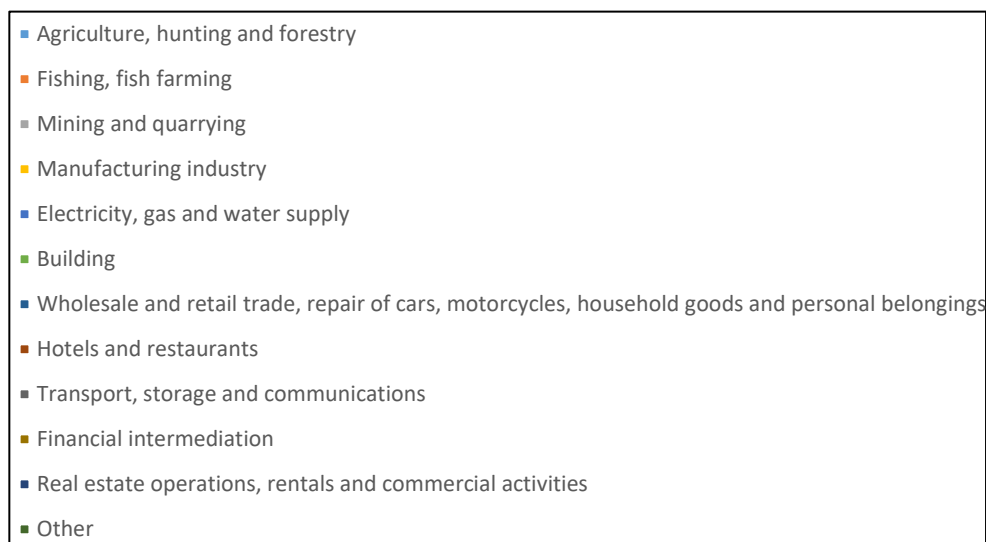 Agriculture, hunting and forestry
Fishing, fish farming
Mining and quarrying
Manufacturing industry
Electricity, gas and water supply
Building
Wholesale and retail trade, repair of cars, motorcycles, household goods and personal belongings
Hotels and restaurants
Transport, storage and communications
Financial intermediation
Real estate operations, rentals and commercial activities
Other